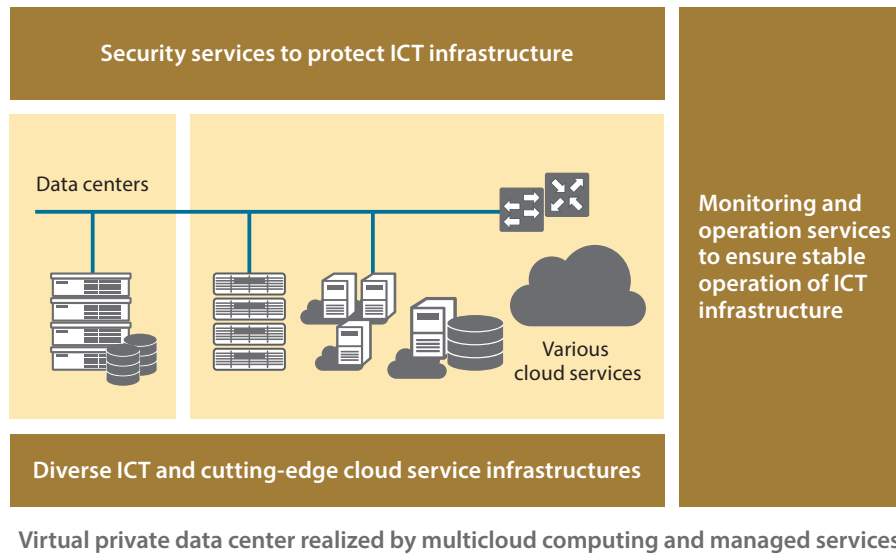 Security services to protect ICT infrastructure
Data centers
Various
cloud services
Monitoring and
operation services
to ensure stable
operation of ICT
infrastructure
Diverse ICT and cutting-edge cloud service infrastructures
Virtual private data center realized by multicloud computing and managed services